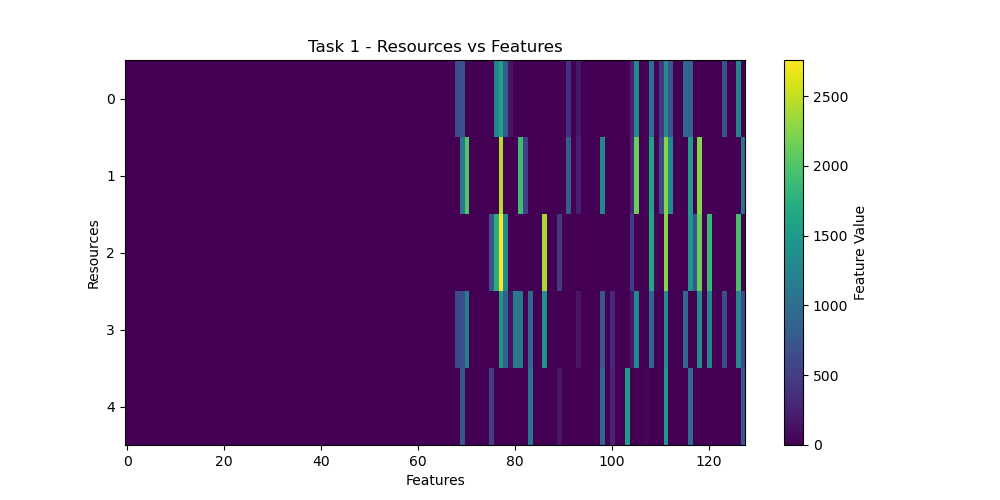 Task 1 - Resources vs Features
Resources
0
1
2
3
4
0 20 40 60 80 100 120
Features
2500
2000
1500
1000
500
0
Feature Value